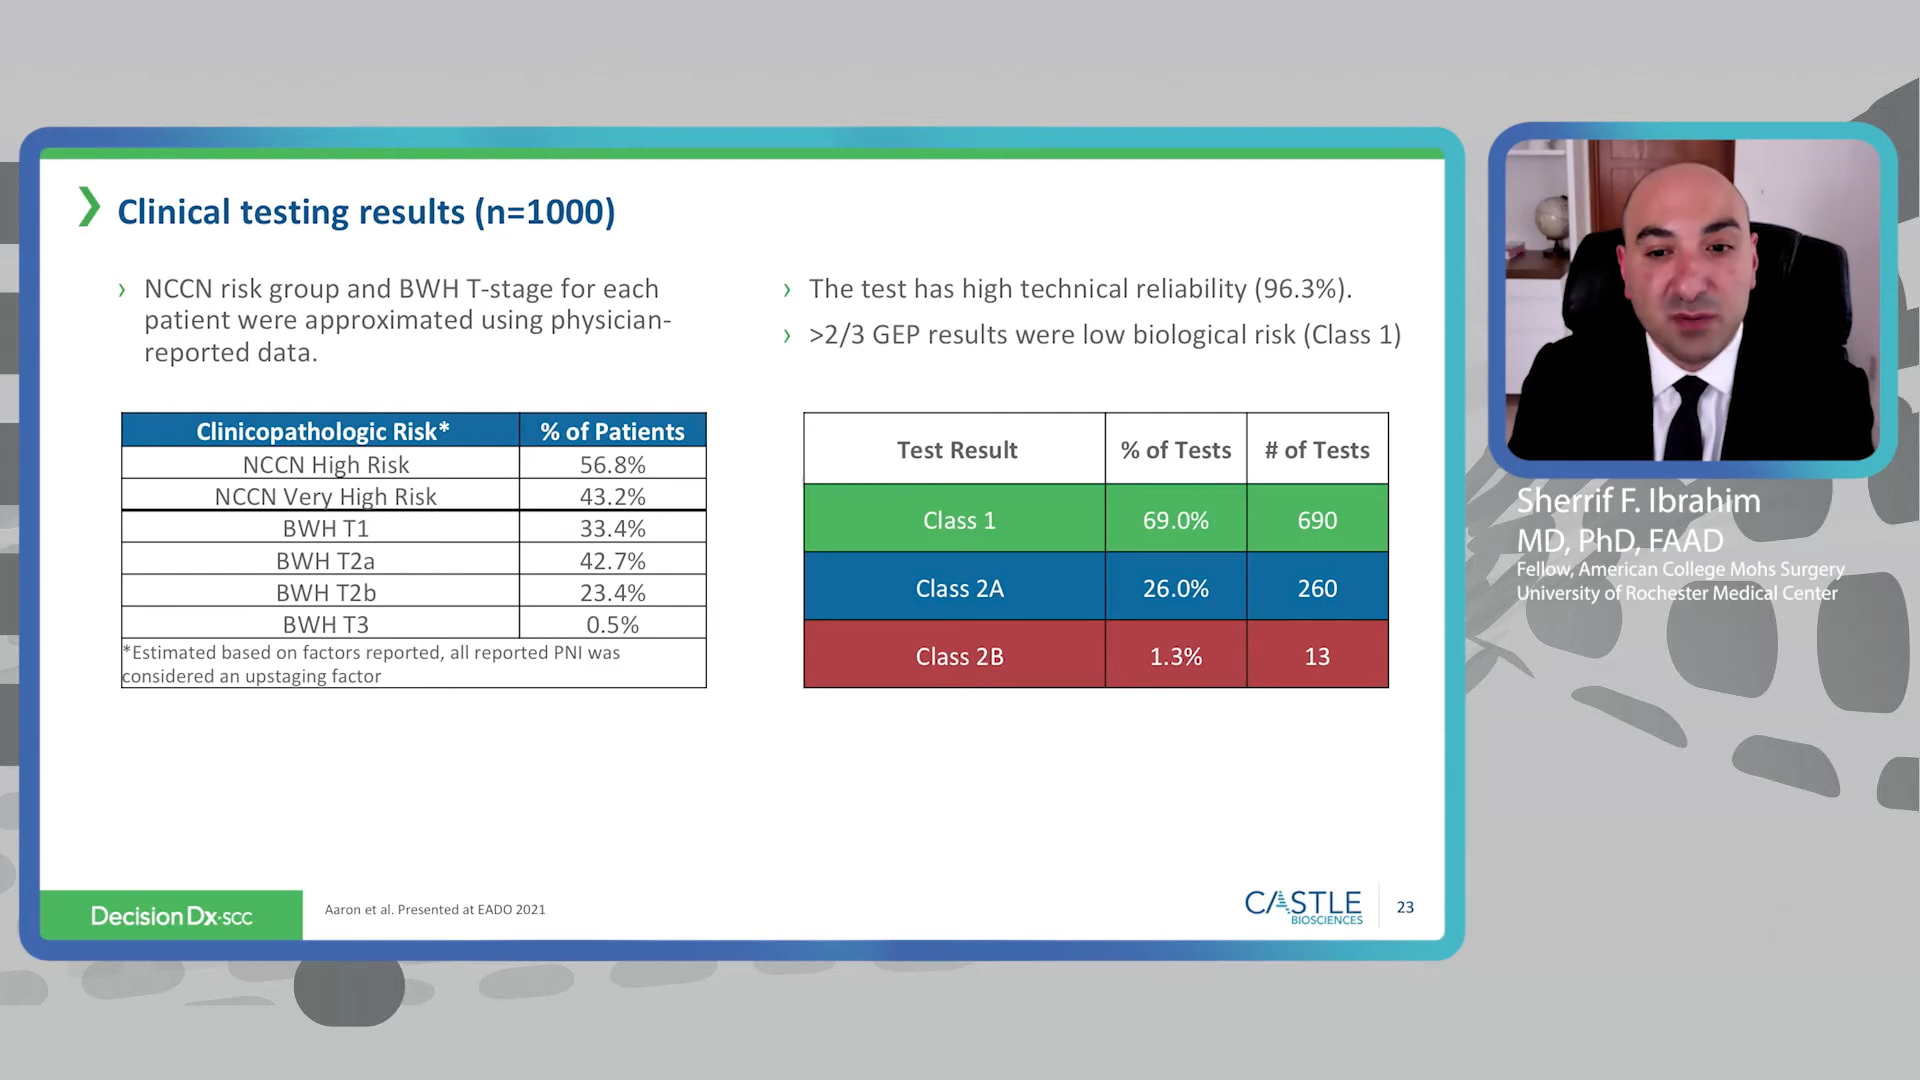 Clinical testing results (n=1000)
› NCCN risk group and BWH T-stage for each
patient were approximated using physician-
reported data.
› The test has high technical reliability (96.3%).
› >2/3 GEP results were low biological risk (Class 1)
Clinicopathologic Risk* % of Patients
NCCN High Risk 56.8%
NCCN Very High Risk 43.2%
BWH T1 33.4%
BWH T2a 42.7%
BWH T2b 23.4%
BWH T3 0.5%
*Estimated based on factors reported, all reported PNI was
considered an upstaging factor
Test Result % of Tests # of Tests
Class 1 69.0% 690
Class 2A 26.0% 260
Class 2B 1.3% 13
DecisionDx·SCC
Aaron et al. Presented at EADO 2021
CASTLE
BIOSCIENCES
23
Sherrif F. Ibrahim
MD, PhD, FAAD
Fellow, American College Mohs Surgery
University of Rochester Medical Center